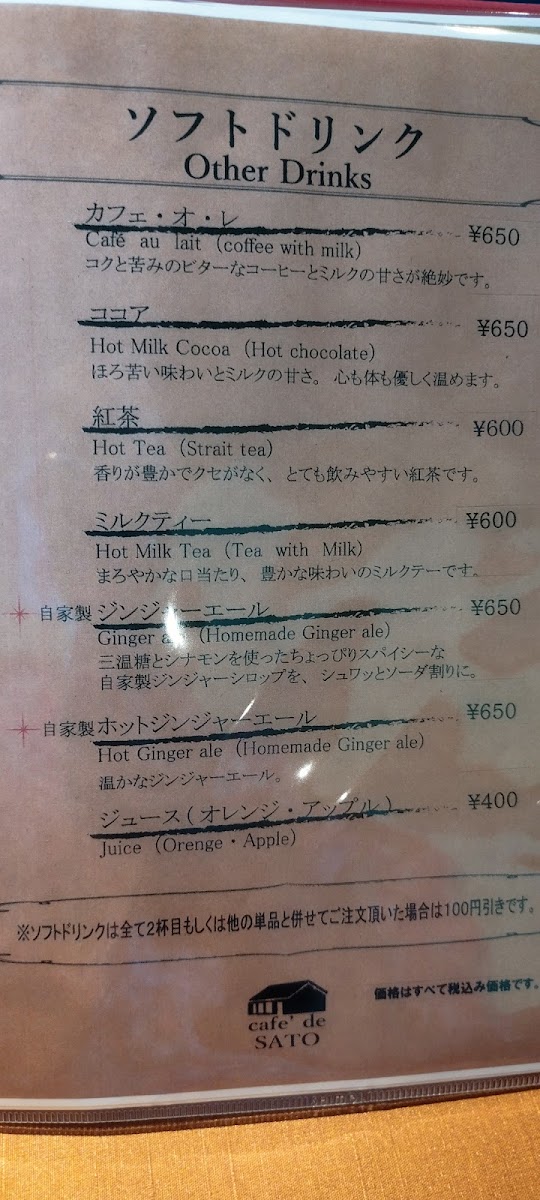 ソフトドリンク
Other Drinks
カフェ・オ・レ ¥650
Café au lait (coffee with milk)
コクと苦みのビターなコーヒーとミルクの甘さが絶妙です。
ココア ¥650
Hot Milk Cocoa (Hot chocolate)
ほろ苦い味わいとミルクの甘さ。心も体も優しく温めます。
紅茶 ¥600
Hot Tea (Strait tea)
香りが豊かでクセがなく、とても飲みやすい紅茶です。
ミルクティー ¥600
Hot Milk Tea (Tea with Milk)
まろやかな口当たり、豊かな味わいのミルクテーです。
自家製 ジンジャーエール ¥650
Ginger ale (Homemade Ginger ale)
三温糖とシナモンを使ったちょっぴりスパイシーな
自家製ジンジャーシロップを、シュワッとソーダ割りに。
自家製 ホットジンジャーエール ¥650
Hot Ginger ale (Homemade Ginger ale)
温かなジンジャーエール。
ジュース(オレンジ・アップル) ¥400
Juice (Orenge・Apple)
※ソフトドリンクは全て2杯目もしくは他の単品と併せてご注文頂いた場合は100円引きです。
価格はすべて税込み価格です。
cafe' de
SATO